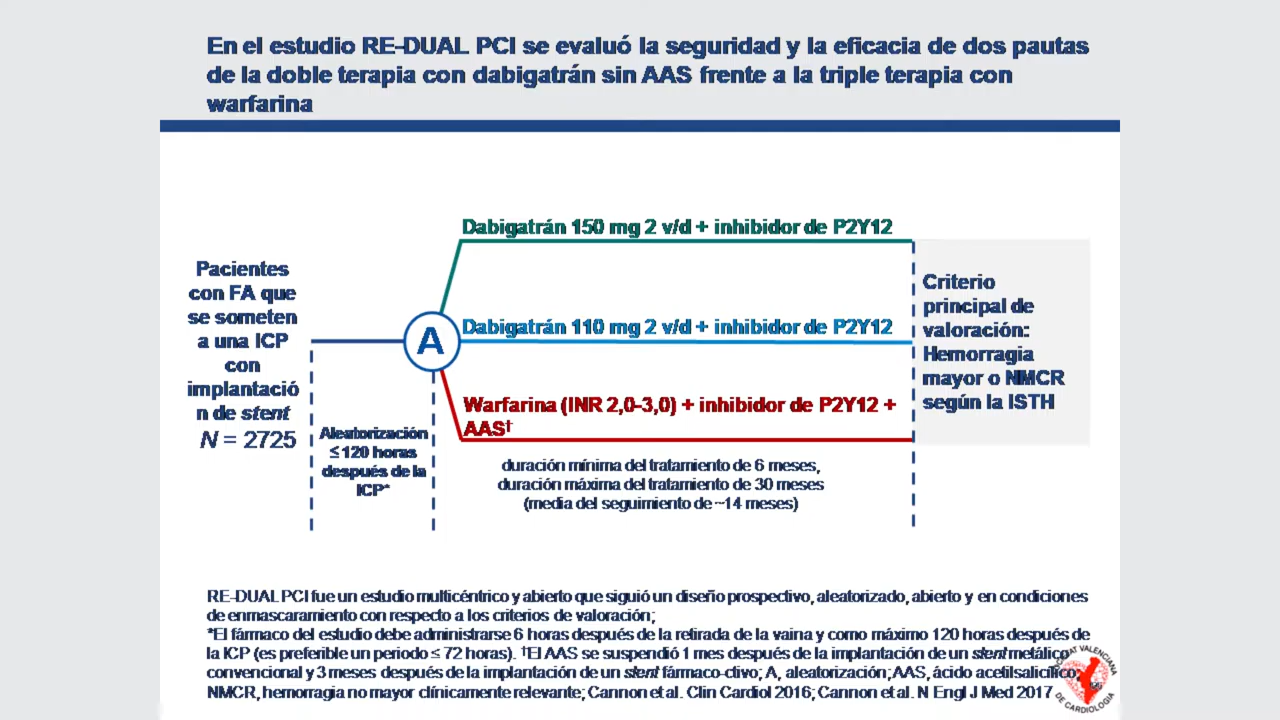 En el estudio RE-DUAL PCI se evaluó la seguridad y la eficacia de dos pautas
de la doble terapia con dabigatrán sin AAS frente a la triple terapia con
warfarina
Pacientes
con FA que
se someten
a una ICP
con
implantació
n de stent
N = 2725
Aleatorización
≤ 120 horas
después de la
ICP*
A
Dabigatrán 150 mg 2 v/d + inhibidor de P2Y12
Dabigatrán 110 mg 2 v/d + inhibidor de P2Y12
Warfarina (INR 2,0-3,0) + inhibidor de P2Y12 +
AAS†
duración mínima del tratamiento de 6 meses,
duración máxima del tratamiento de 30 meses
(media del seguimiento de ~14 meses)
Criterio
principal de
valoración:
Hemorragia
mayor o NMCR
según la ISTH
RE-DUAL PCI fue un estudio multicéntrico y abierto que siguió un diseño prospectivo, aleatorizado, abierto y en condiciones
de enmascaramiento con respecto a los criterios de valoración;
*El fármaco del estudio debe administrarse 6 horas después de la retirada de la vaina y como máximo 120 horas después de
la ICP (es preferible un periodo ≤ 72 horas). †El AAS se suspendió 1 mes después de la implantación de un stent metálico
convencional y 3 meses después de la implantación de un stent fármaco-activo; A, aleatorización; AAS, ácido acetilsalicílico;
NMCR, hemorragia no mayor clínicamente relevante; Cannon et al. Clin Cardiol 2016; Cannon et al. N Engl J Med 2017
VALENCIANA
DE CARDIOLOGIA